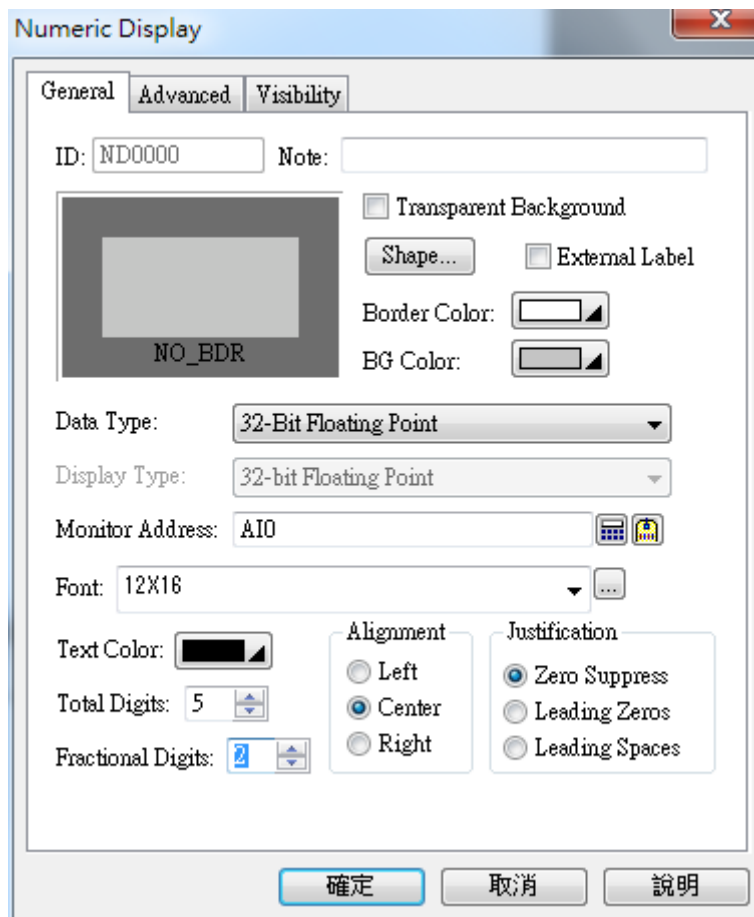 Numeric Display
General Advanced Visibility
ID: ND0000 Note:
Transparent Background
Shape... External Label
Border Color:
NO_BDR
BG Color:
Data Type: 32-Bit Floating Point
Display Type: 32-bit Floating Point
Monitor Address: AI0
Font: 12X16 ...
Alignment Justification
Text Color:
Left Zero Suppress
Total Digits: 5
Center Leading Zeros
Right Leading Spaces
Fractional Digits: 2
確定 取消 說明